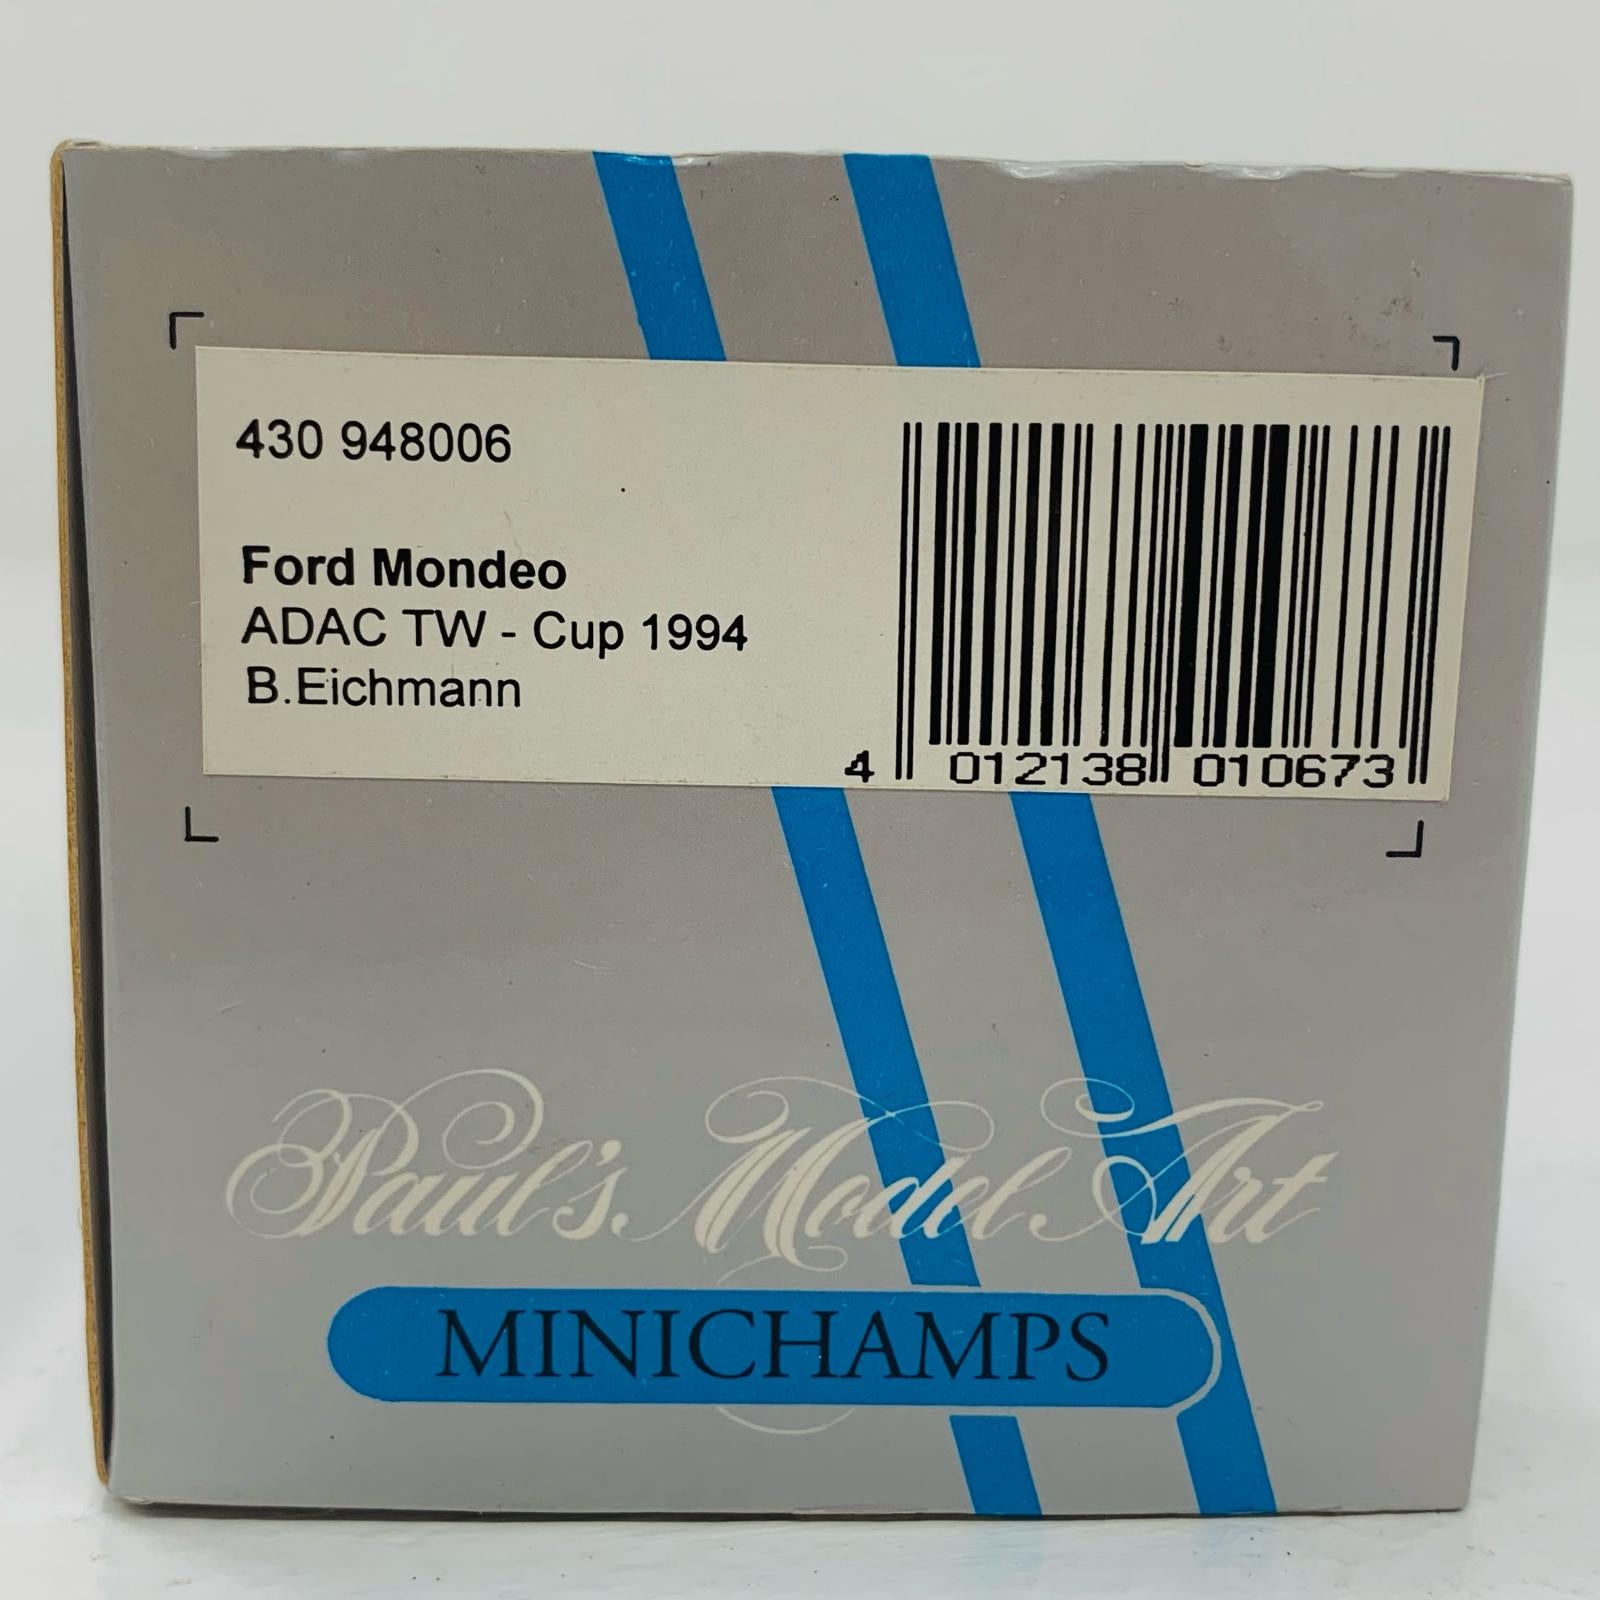 430 948006
Ford Mondeo
ADAC TW - Cup 1994
B.Eichmann
4 012138 010673
Paul's Model Art
MINICHAMPS